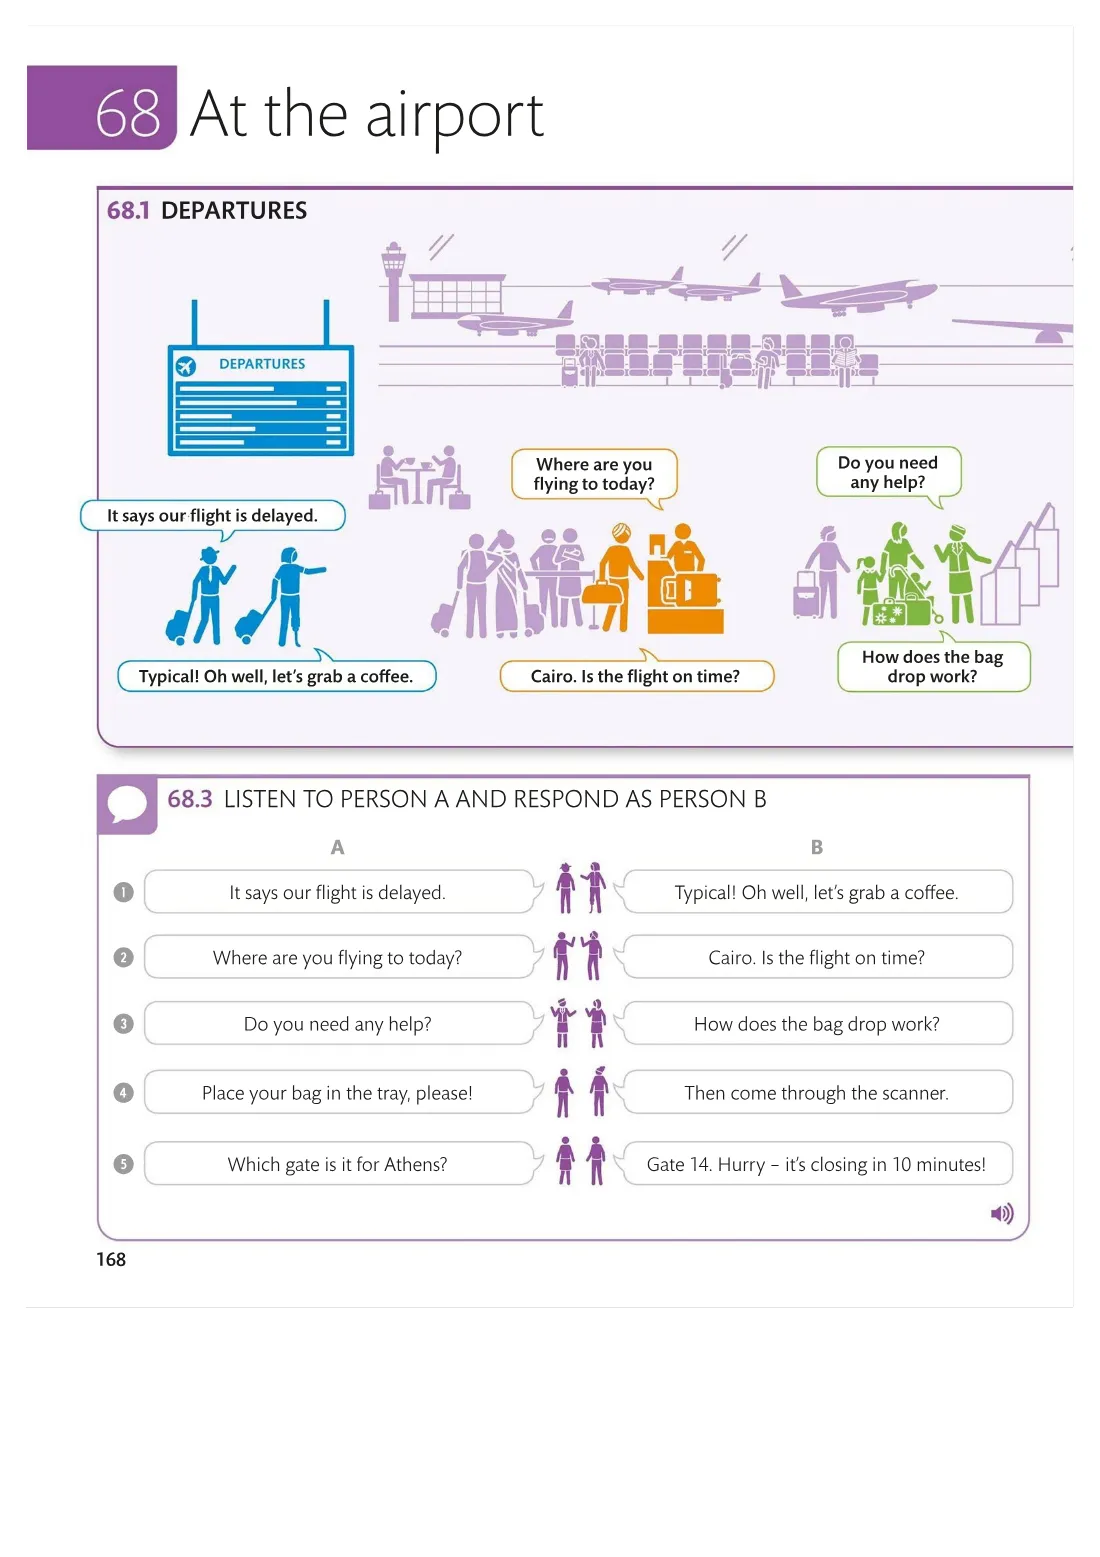 68 At the airport
68.1 DEPARTURES
DEPARTURES
Where are you
flying to today?
Do you need
any help?
It says our flight is delayed.
Typical! Oh well, let's grab a coffee.
Cairo. Is the flight on time?
How does the bag
drop work?
68.3 LISTEN TO PERSON A AND RESPOND AS PERSON B
A
B
1 It says our flight is delayed.
Typical! Oh well, let's grab a coffee.
2 Where are you flying to today?
Cairo. Is the flight on time?
3 Do you need any help?
How does the bag drop work?
4 Place your bag in the tray, please!
Then come through the scanner.
5 Which gate is it for Athens?
Gate 14. Hurry – it's closing in 10 minutes!
168